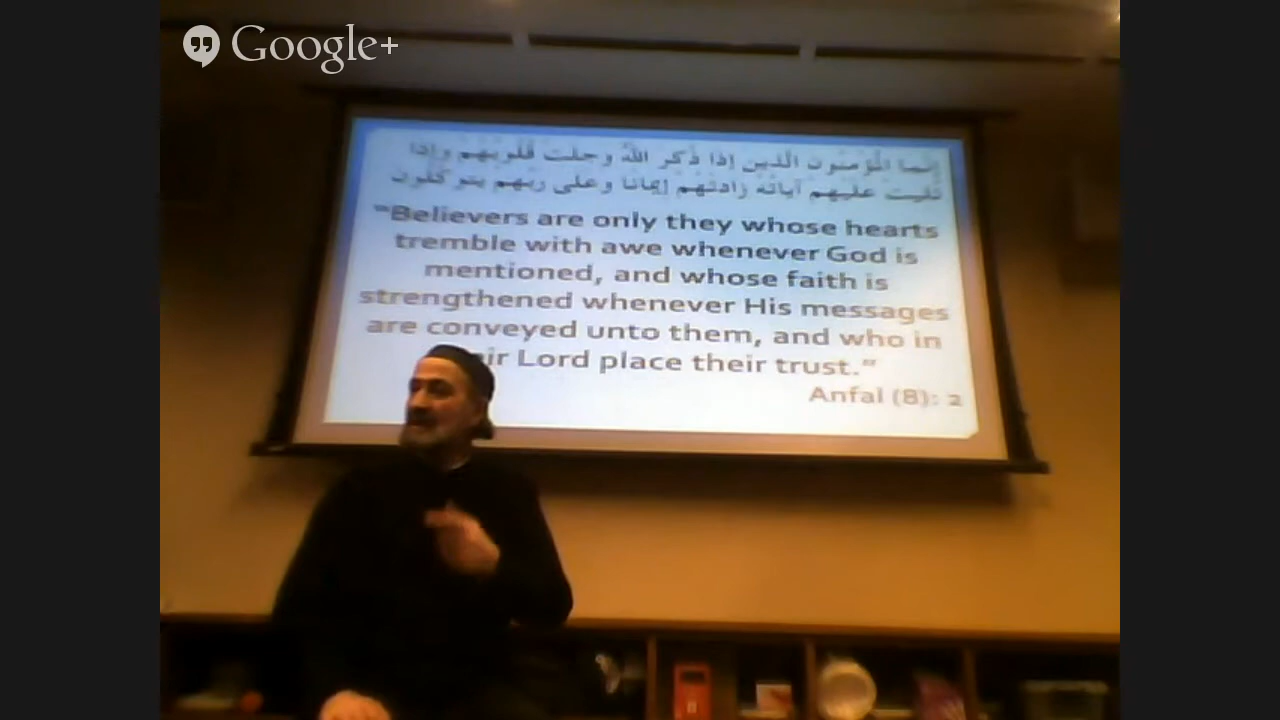 Google+
إنما المؤمنون الذين إذا ذكر الله وجلت قلوبهم وإذا
تليت عليهم آياته زادتهم إيمانا وعلى ربهم يتوكلون
“Believers are only they whose hearts
tremble with awe whenever God is
mentioned, and whose faith is
strengthened whenever His messages
are conveyed unto them, and who in
eir Lord place their trust.”
Anfal (8): 2